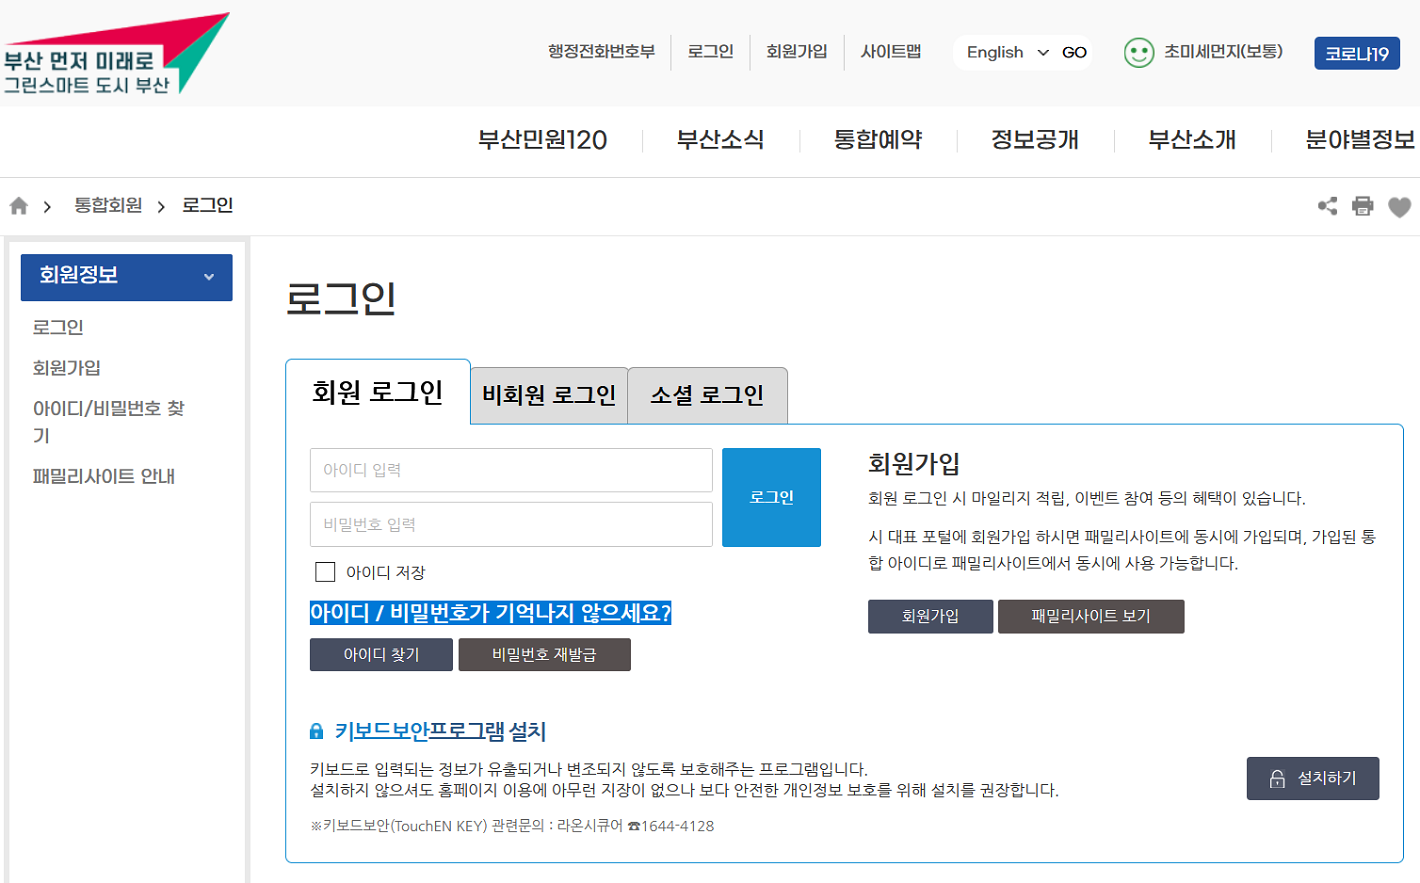 부산 먼저 미래로
그린스마트 도시 부산
행정전화번호부
로그인
회원가입
사이트맵
English
GO
초미세먼지(보통)
코로나19
부산민원120
부산소식
통합예약
정보공개
부산소개
분야별정보
통합회원
로그인
회원정보
로그인
회원가입
아이디/비밀번호 찾
기
패밀리사이트 안내
로그인
회원 로그인
비회원 로그인
소셜 로그인
아이디 입력
비밀번호 입력
로그인
아이디 저장
아이디 / 비밀번호가 기억나지 않으세요?
아이디 찾기
비밀번호 재발급
회원가입
회원 로그인 시 마일리지 적립, 이벤트 참여 등의 혜택이 있습니다.
시 대표 포털에 회원가입 하시면 패밀리사이트에 동시에 가입되며, 가입된 통
합 아이디로 패밀리사이트에서 동시에 사용 가능합니다.
회원가입
패밀리사이트 보기
키보드보안프로그램 설치
키보드로 입력되는 정보가 유출되거나 변조되지 않도록 보호해주는 프로그램입니다.
설치하지 않으셔도 홈페이지 이용에 아무런 지장이 없으나 보다 안전한 개인정보 보호를 위해 설치를 권장합니다.
설치하기
※키보드보안(TouchEN KEY) 관련문의 : 라온시큐어 ☎1644-4128